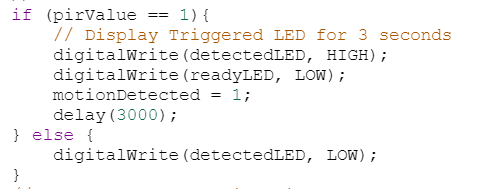 if (pirValue == 1){
    // Display Triggered LED for 3 seconds
    digitalWrite(detectedLED, HIGH);
    digitalWrite(readyLED, LOW);
    motionDetected = 1;
    delay(3000);
} else {
    digitalWrite(detectedLED, LOW);
}